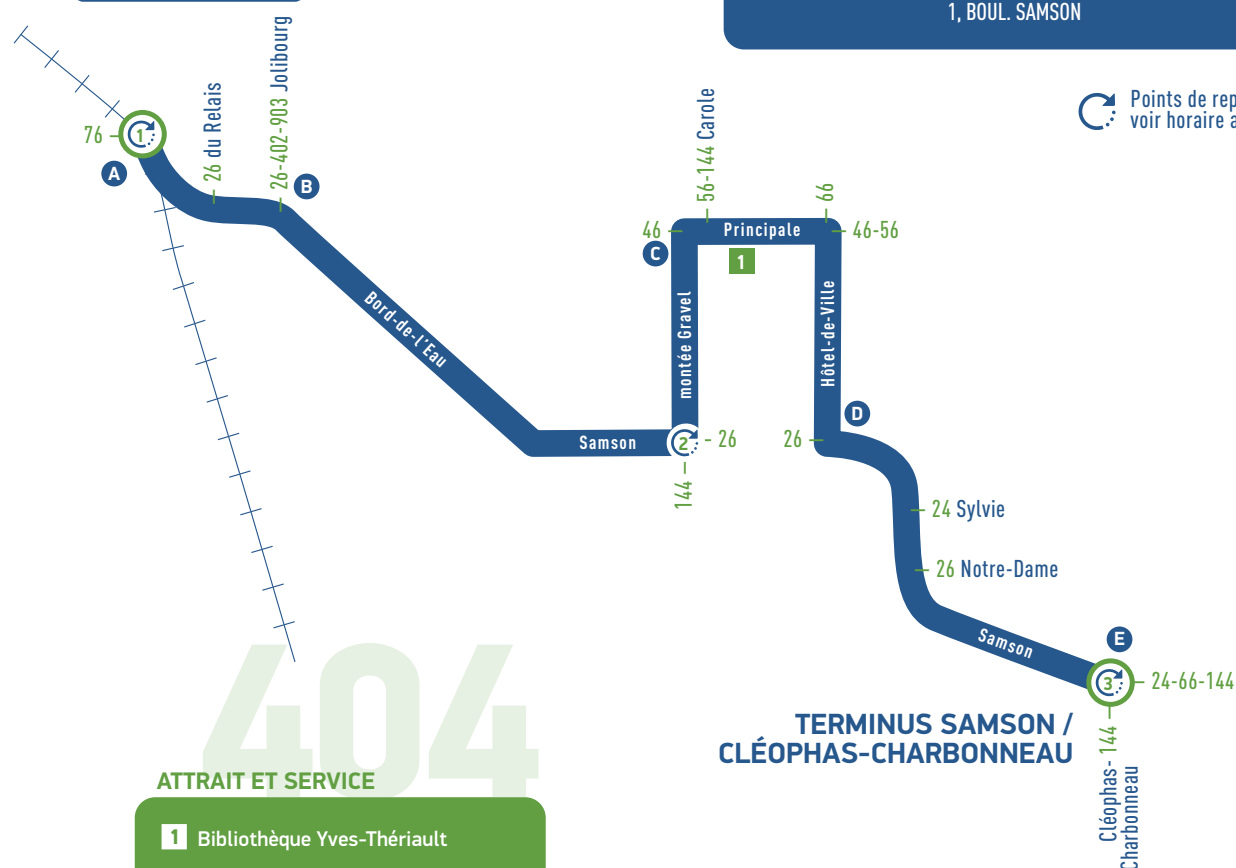 1, BOUL. SAMSON
Points de rep
voir horaire a
76
1
A
26 du Relais
26-402-903 Jolibourg
B
Bord-de-l'Eau
Samson
2
26
144
montée Gravel
46
C
56-144 Carole
Principale
1
66
46-56
Hôtel-de-Ville
D
26
24 Sylvie
26 Notre-Dame
Samson
E
3
24-66-144
144
Cléophas-
Charbonneau
TERMINUS SAMSON /
CLÉOPHAS-CHARBONNEAU
404
ATTRAIT ET SERVICE
1 Bibliothèque Yves-Thériault